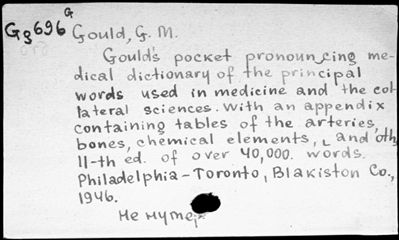 G
Gg696 Gould, G. M.
Gould's pocket pronouncing me-
dical dictionary of the principal
words used in medicine and the col-
lateral sciences. With an appendix
containing tables of the arteries,
bones, chemical elements, and oth.
11-th ed. of over 40,000. words.
Philadelphia-Toronto, Blakiston Co.,
1946.
Не нумер